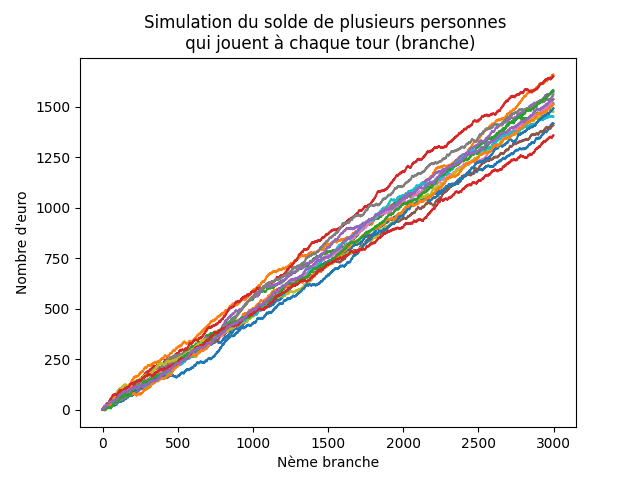 Simulation du solde de plusieurs personnes
qui jouent à chaque tour (branche)
1500
1250
1000
750
500
250
0
Nombre d'euro
0 500 1000 1500 2000 2500 3000
Nème branche